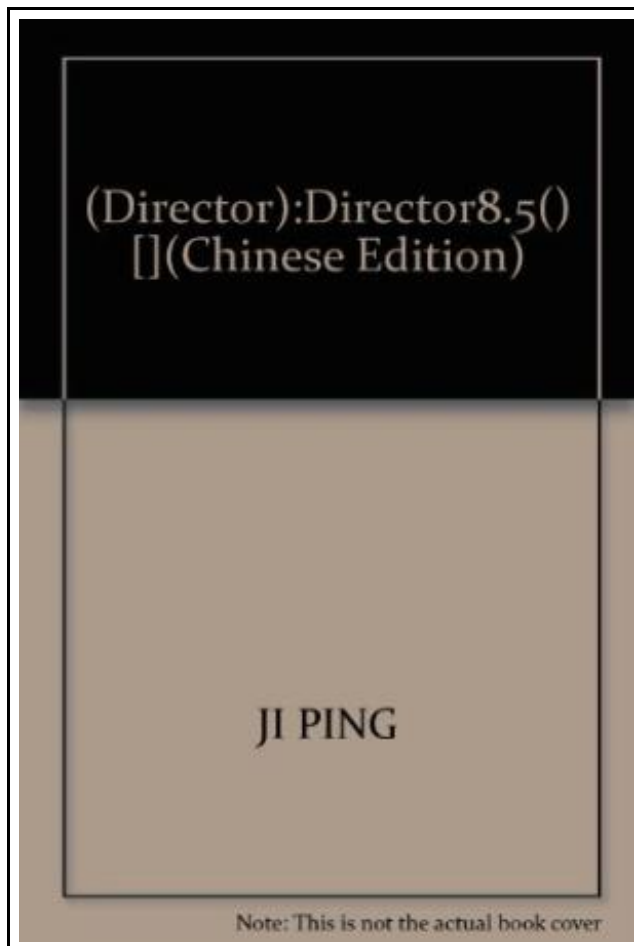 (Director):Director8.5()
[](Chinese Edition)
JI PING
Note: This is not the actual book cover